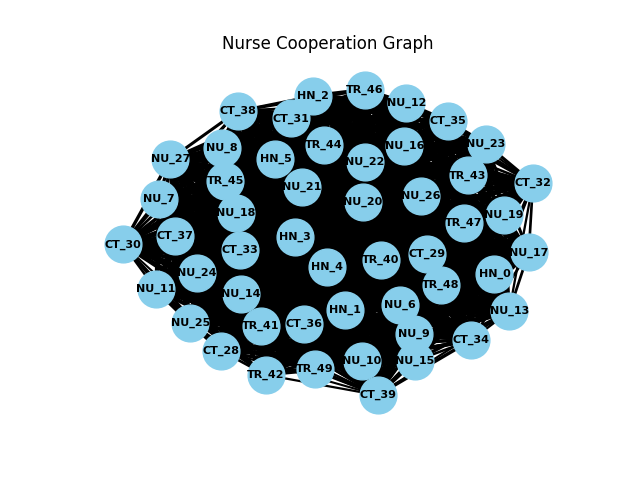 Nurse Cooperation Graph
TR_46
HN_2
NU_12
CT_38
CT_31
CT_35
NU_23
TR_44
NU_16
NU_8
HN_5
NU_27
NU_22
TR_43
TR_45
CT_32
NU_21
NU_26
NU_7
NU_20
NU_18
NU_19
TR_47
CT_37
HN_3
CT_30
CT_33
NU_17
CT_29
TR_40
HN_4
NU_24
HN_0
TR_48
NU_11
NU_14
NU_6
HN_1
NU_13
NU_25
CT_36
TR_41
NU_9
CT_34
CT_28
NU_10
NU_15
TR_49
TR_42
CT_39